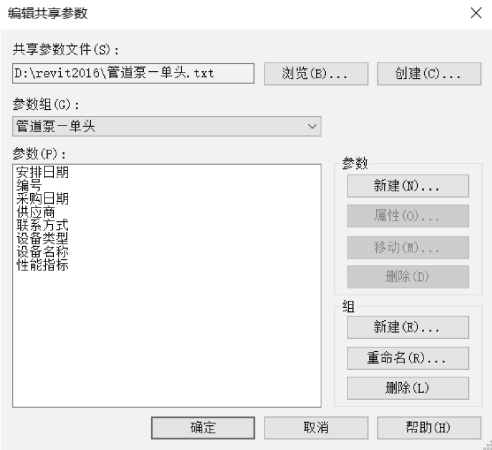 编辑共享参数
共享参数文件(S):
D:\revit2016\管道泵一单头.txt 浏览(B)... 创建(C)...
参数组(G):
管道泵一单头
参数(P): 参数
安排日期 新建(N)...
编号
采购日期
供应商 属性(O)...
联系方式
设备类型 移动(M)...
设备名称
性能指标 删除(D)
组
新建(E)...
重命名(R)...
删除(L)
确定 取消 帮助(H)